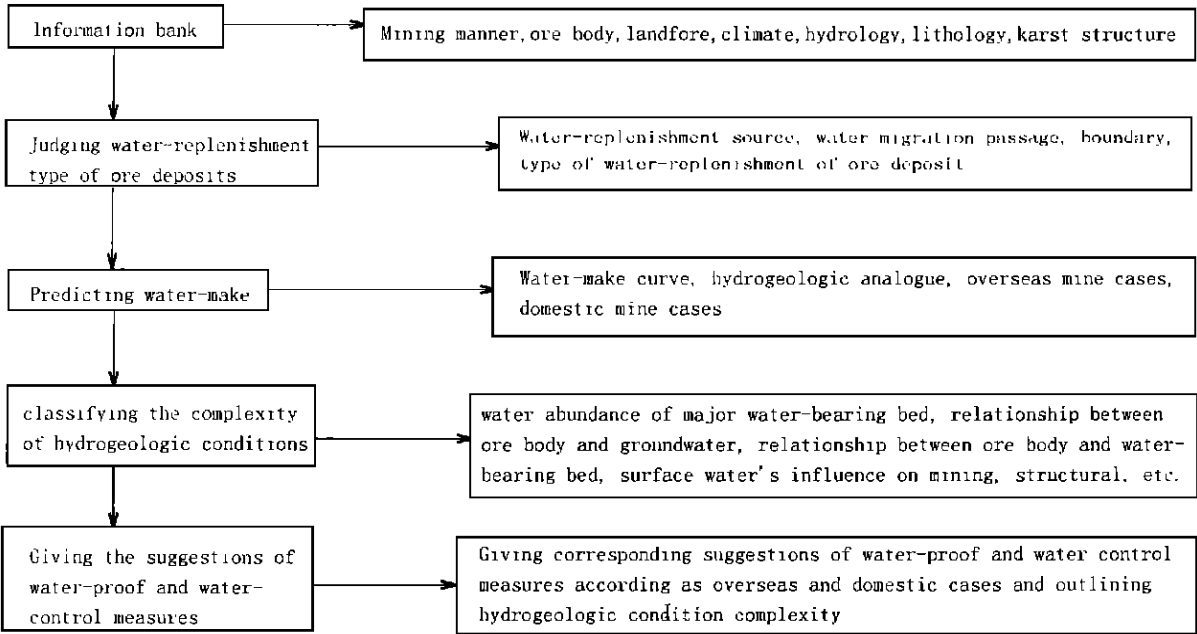 Information bank
Mining manner, ore body, landfore, climate, hydrology, lithology, karst structure
Judging water-replenishment
type of ore deposits
Water-replenishment source, water migration passage, boundary,
type of water-replenishment of ore deposit
Predicting water-make
Water-make curve, hydrogeologic analogue, overseas mine cases,
domestic mine cases
classifying the complexity
of hydrogeologic conditions
water abundance of major water-bearing bed, relationship between
ore body and groundwater, relationship between ore body and water-
bearing bed, surface water's influence on mining, structural, etc.
Giving the suggestions of
water-proof and water-
control measures
Giving corresponding suggestions of water-proof and water control
measures according as overseas and domestic cases and outlining
hydrogeologic condition complexity